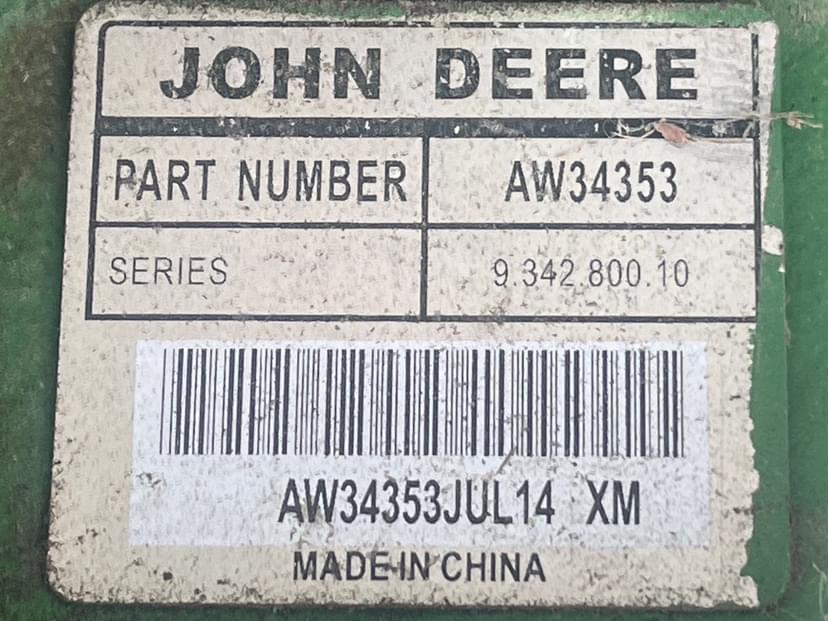 JOHN DEERE
PART NUMBER AW34353
SERIES 9.342.800.10
AW34353JUL14 XM
MADE IN CHINA